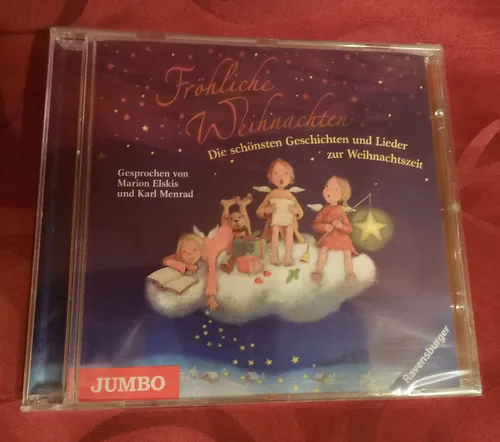 Fröhliche
Weihnachten
Die schönsten Geschichten und Lieder
zur Weihnachtszeit
Gesprochen von
Marion Elskis
und Karl Menrad
JUMBO
Ravensburger